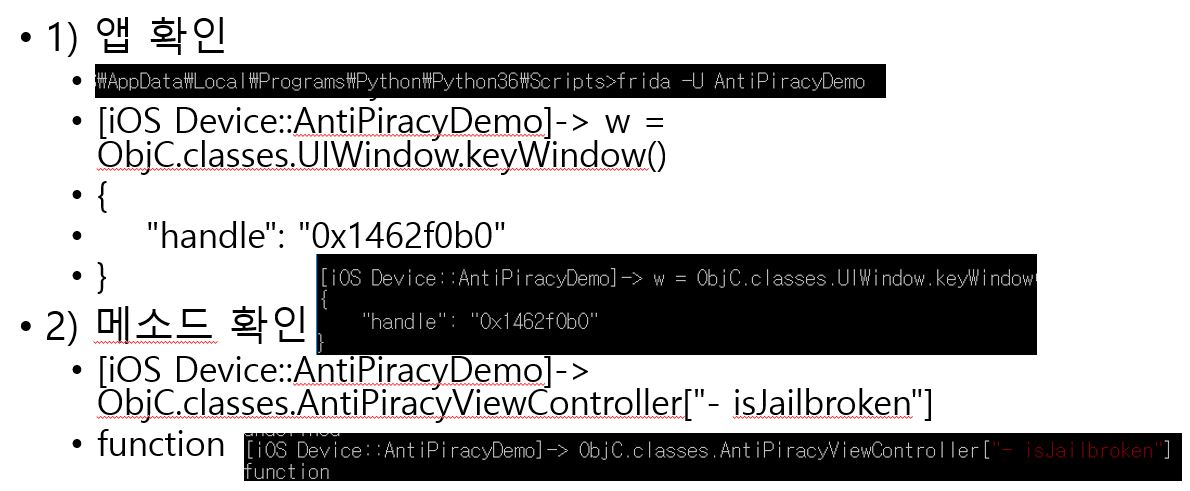 • 1) 앱 확인
• \AppData\Local\Programs\Python\Python36\Scripts>frida -U AntiPiracyDemo
• [iOS Device::AntiPiracyDemo]-> w =
ObjC.classes.UIWindow.keyWindow()
• {
• "handle": "0x1462f0b0"
• }
[iOS Device::AntiPiracyDemo]-> w = ObjC.classes.UIWindow.keyWindow(
{
"handle": "0x1462f0b0"
}
• 2) 메소드 확인
• [iOS Device::AntiPiracyDemo]->
ObjC.classes.AntiPiracyViewController["- isJailbroken"]
• function
[iOS Device::AntiPiracyDemo]-> ObjC.classes.AntiPiracyViewController["- isJailbroken"]
function